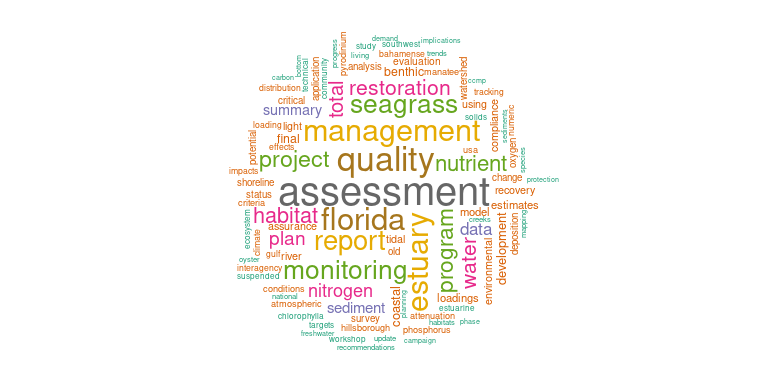 demand
implications
progress
pyrodinium
study
southwest
living
bahamense
trends
bottom
technical
community
application
analysis
evaluation
benthic
manatee
watershed
ccmp
carbon
distribution
critical
total
restoration
seagrass
using
tracking
summary
solids
compliance
numeric
loading
light
final
management
sediments
oxygen
potential
effects
project
quality
nutrient
usa
species
impacts
shoreline
status
criteria
assessment
change
recovery
protection
habitat
florida
estuary
program
water
model
estimates
creeks
data
ecosystem
climate
assurance
plan
report
tidal
old
development
deposition
mapping
environmental
gulf
river
oyster
interagency
suspended
monitoring
conditions
national
atmospheric
nitrogen
sediment
coastal
planning
loadings
estuarine
chlorophylla
targets
freshwater
survey
hillsborough
attenuation
habitats
phase
phosphorus
workshop
update
campaign
recommendations